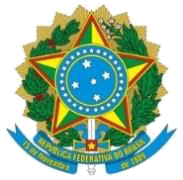 REPÚBLICA FEDERATIVA DO BRASIL
15 de Novembro
de 1889